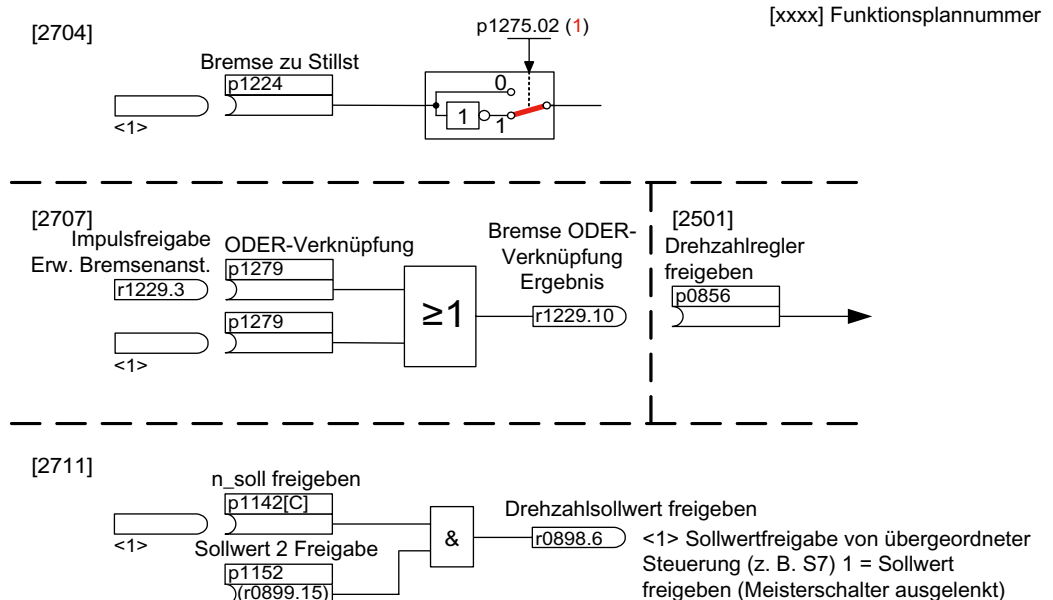 [xxxx] Funktionsplannummer
[2704]
p1275.02 (1)
Bremse zu Stillst
p1224
0
1
1
<1>
[2707]
Impulsfreigabe
Erw. Bremsenanst.
r1229.3
ODER-Verknüpfung
p1279
p1279
<1>
≥1
Bremse ODER-
Verknüpfung
Ergebnis
r1229.10
[2501]
Drehzahlregler
freigeben
p0856
[2711]
n_soll freigeben
p1142[C]
<1>
Sollwert 2 Freigabe
p1152
(r0899.15)
&
Drehzahlsollwert freigeben
r0898.6
<1> Sollwertfreigabe von übergeordneter
Steuerung (z. B. S7) 1 = Sollwert
freigeben (Meisterschalter ausgelenkt)